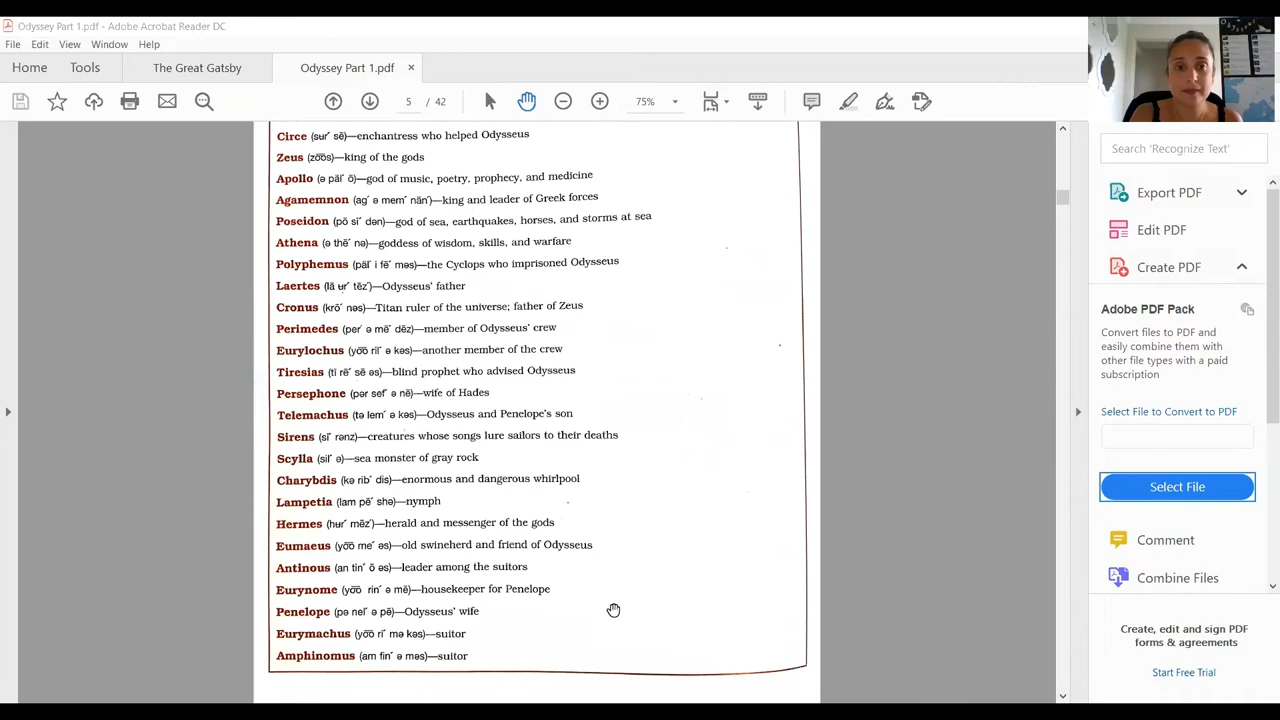 Odyssey Part 1.pdf - Adobe Acrobat Reader DC
File Edit View Window Help
Home Tools The Great Gatsby Odyssey Part 1.pdf ×
5 / 42 75%
Circe (sʉr′ sē)—enchantress who helped Odysseus
Zeus (zo͞os)—king of the gods
Apollo (ə päl′ ō)—god of music, poetry, prophecy, and medicine
Agamemnon (ag′ ə mem′ nän′)—king and leader of Greek forces
Poseidon (pō sī′ dən)—god of sea, earthquakes, horses, and storms at sea
Athena (ə thē′ nə)—goddess of wisdom, skills, and warfare
Polyphemus (päl′ i fē′ məs)—the Cyclops who imprisoned Odysseus
Laertes (lā ʉr′ tēz′)—Odysseus' father
Cronus (krō′ nəs)—Titan ruler of the universe; father of Zeus
Perimedes (per′ ə mē′ dēz)—member of Odysseus' crew
Eurylochus (yo͞o ril′ ə kəs)—another member of the crew
Tiresias (tī rē′ sē əs)—blind prophet who advised Odysseus
Persephone (pər sef′ ə nē)—wife of Hades
Telemachus (tə lem′ ə kəs)—Odysseus and Penelope's son
Sirens (sī′ rənz)—creatures whose songs lure sailors to their deaths
Scylla (sil′ ə)—sea monster of gray rock
Charybdis (kə rib′ dis)—enormous and dangerous whirlpool
Lampetia (lam pē′ shə)—nymph
Hermes (hʉr′ mēz′)—herald and messenger of the gods
Eumaeus (yo͞o me′ əs)—old swineherd and friend of Odysseus
Antinous (an tin′ ō əs)—leader among the suitors
Eurynome (yo͞o rin′ ə mē)—housekeeper for Penelope
Penelope (pə nel′ ə pē)—Odysseus' wife
Eurymachus (yo͞o ri′ mə kəs)—suitor
Amphinomus (am fin′ ə məs)—suitor
Search 'Recognize Text'
Export PDF
Edit PDF
Create PDF
Adobe PDF Pack
Convert files to PDF and
easily combine them with
other file types with a paid
subscription
Select File to Convert to PDF
Select File
Comment
Combine Files
Create, edit and sign PDF
forms & agreements
Start Free Trial